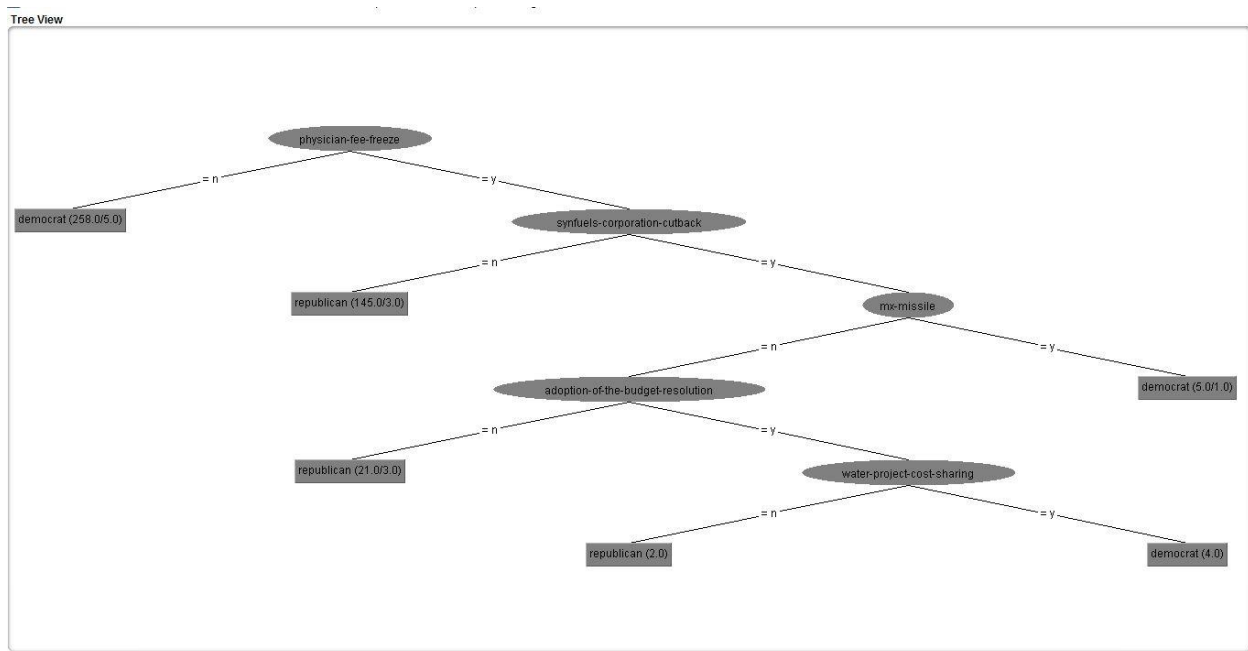 Tree View
physician-fee-freeze
= n
= y
democrat (258.0/5.0)
synfuels-corporation-cutback
= n
= y
republican (145.0/3.0)
mx-missile
= n
= y
adoption-of-the-budget-resolution
democrat (5.0/1.0)
= n
= y
republican (21.0/3.0)
water-project-cost-sharing
= n
= y
republican (2.0)
democrat (4.0)